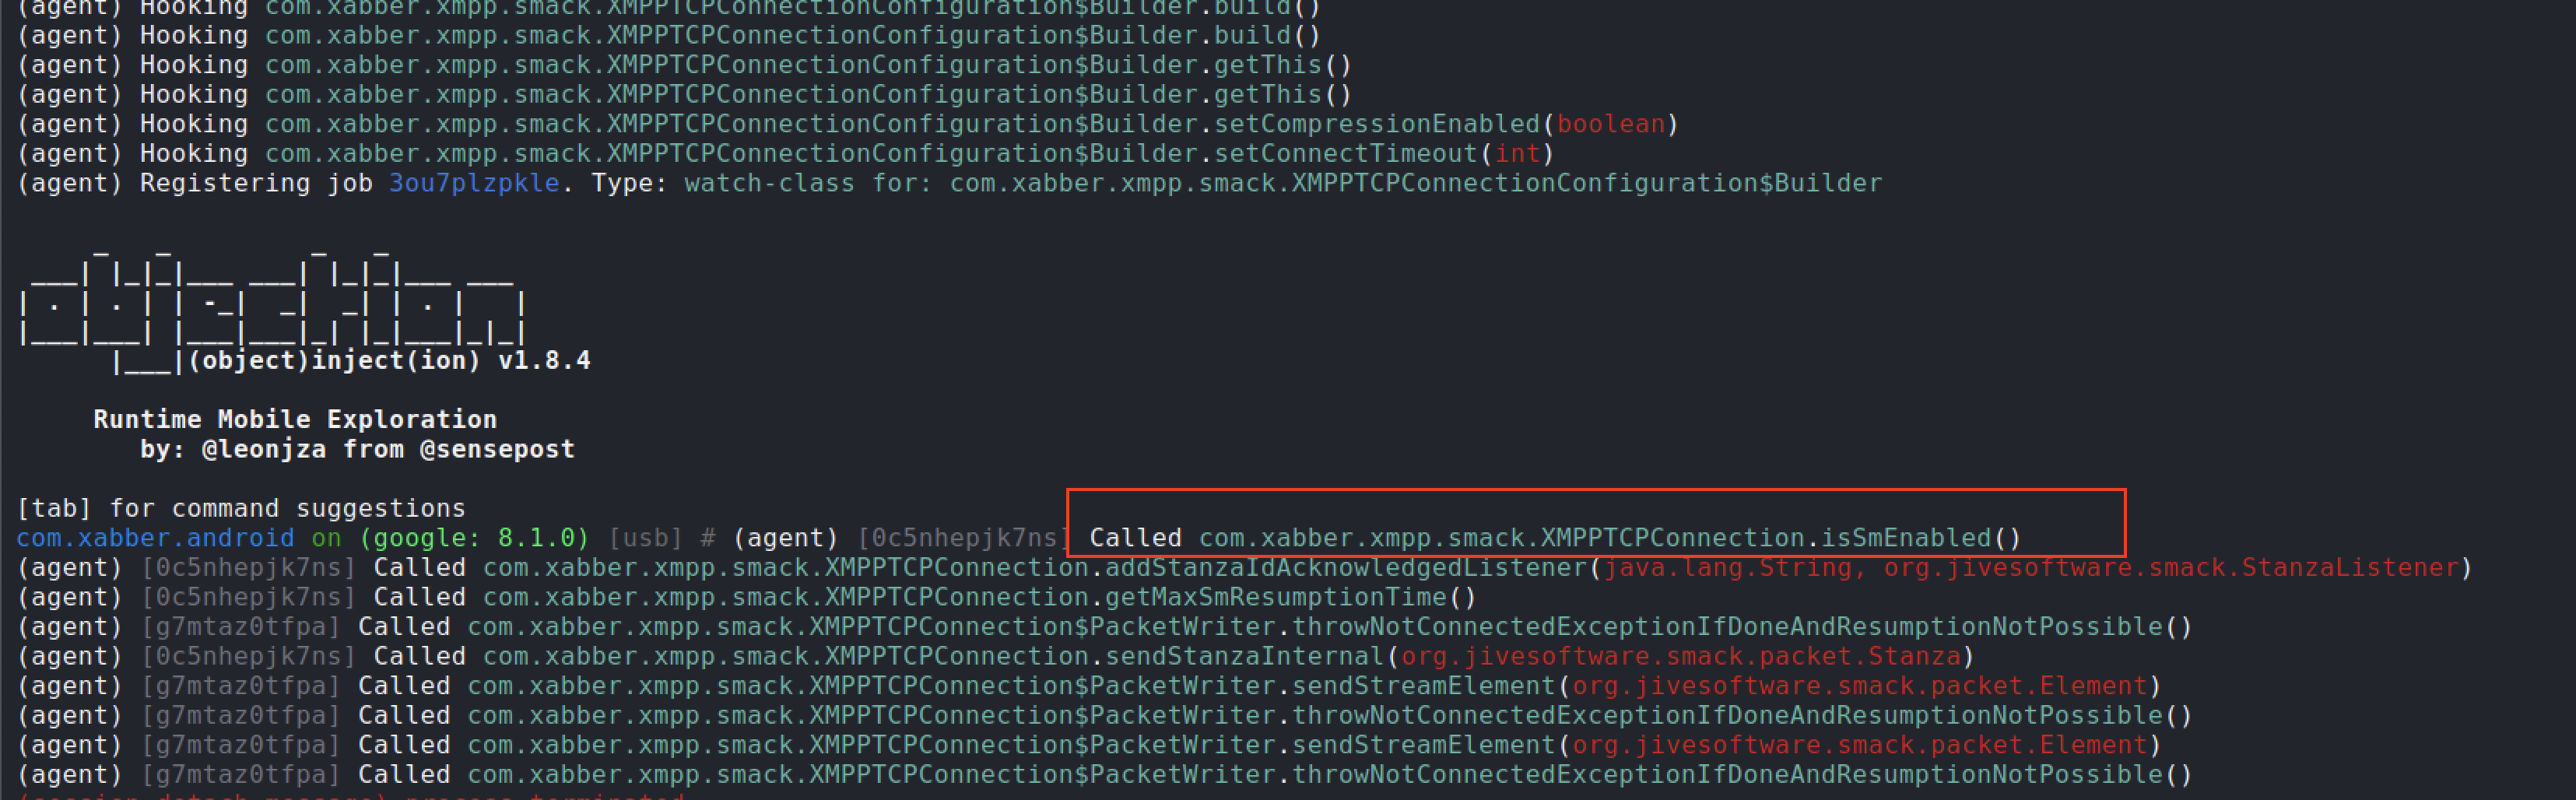 (agent) Hooking com.xabber.xmpp.smack.XMPPTCPConnectionConfiguration$Builder.build()
(agent) Hooking com.xabber.xmpp.smack.XMPPTCPConnectionConfiguration$Builder.build()
(agent) Hooking com.xabber.xmpp.smack.XMPPTCPConnectionConfiguration$Builder.getThis()
(agent) Hooking com.xabber.xmpp.smack.XMPPTCPConnectionConfiguration$Builder.getThis()
(agent) Hooking com.xabber.xmpp.smack.XMPPTCPConnectionConfiguration$Builder.setCompressionEnabled(boolean)
(agent) Hooking com.xabber.xmpp.smack.XMPPTCPConnectionConfiguration$Builder.setConnectTimeout(int)
(agent) Registering job 3ou7plzpkle. Type: watch-class for: com.xabber.xmpp.smack.XMPPTCPConnectionConfiguration$Builder
objection
(object)inject(ion) v1.8.4
Runtime Mobile Exploration
by: @leonjza from @sensepost
[tab] for command suggestions
com.xabber.android on (google: 8.1.0) [usb] # (agent) [0c5nhepjk7ns] Called com.xabber.xmpp.smack.XMPPTCPConnection.isSmEnabled()
(agent) [0c5nhepjk7ns] Called com.xabber.xmpp.smack.XMPPTCPConnection.addStanzaIdAcknowledgedListener(java.lang.String, org.jivesoftware.smack.StanzaListener)
(agent) [0c5nhepjk7ns] Called com.xabber.xmpp.smack.XMPPTCPConnection.getMaxSmResumptionTime()
(agent) [g7mtaz0tfpa] Called com.xabber.xmpp.smack.XMPPTCPConnection$PacketWriter.throwNotConnectedExceptionIfDoneAndResumptionNotPossible()
(agent) [0c5nhepjk7ns] Called com.xabber.xmpp.smack.XMPPTCPConnection.sendStanzaInternal(org.jivesoftware.smack.packet.Stanza)
(agent) [g7mtaz0tfpa] Called com.xabber.xmpp.smack.XMPPTCPConnection$PacketWriter.sendStreamElement(org.jivesoftware.smack.packet.Element)
(agent) [g7mtaz0tfpa] Called com.xabber.xmpp.smack.XMPPTCPConnection$PacketWriter.throwNotConnectedExceptionIfDoneAndResumptionNotPossible()
(agent) [g7mtaz0tfpa] Called com.xabber.xmpp.smack.XMPPTCPConnection$PacketWriter.sendStreamElement(org.jivesoftware.smack.packet.Element)
(agent) [g7mtaz0tfpa] Called com.xabber.xmpp.smack.XMPPTCPConnection$PacketWriter.throwNotConnectedExceptionIfDoneAndResumptionNotPossible()